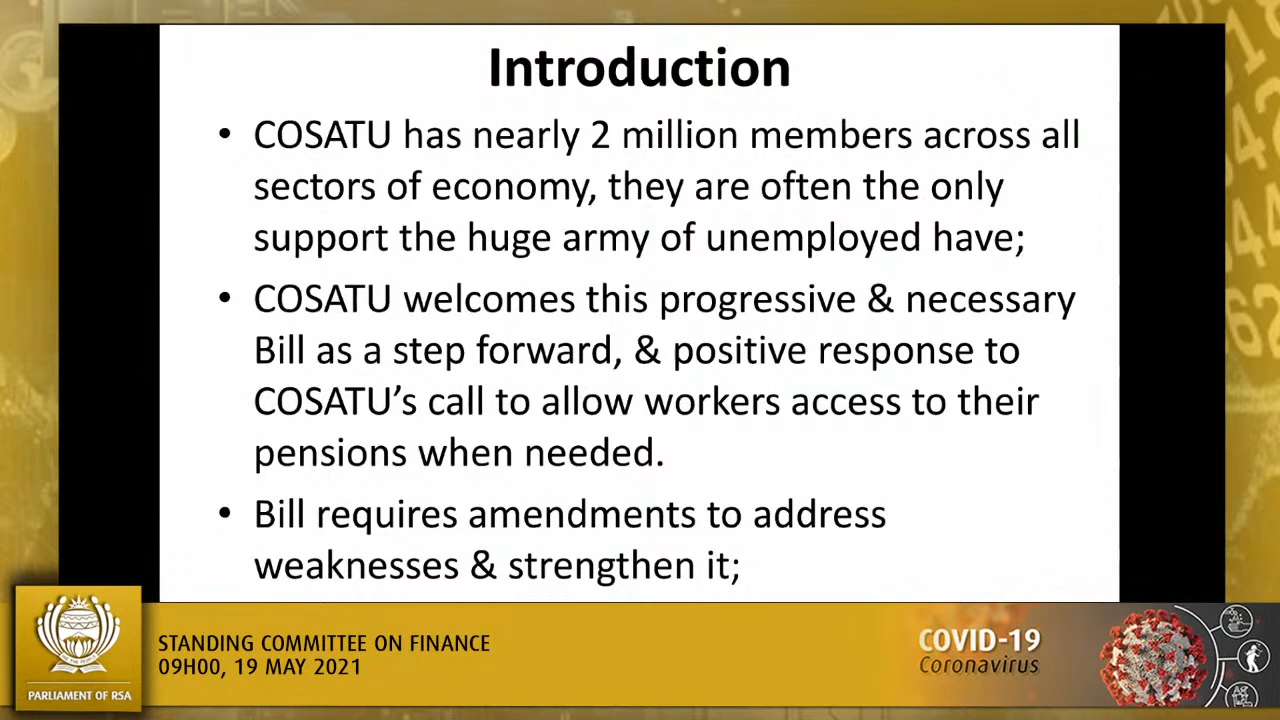 Introduction
• COSATU has nearly 2 million members across all
sectors of economy, they are often the only
support the huge army of unemployed have;
• COSATU welcomes this progressive & necessary
Bill as a step forward, & positive response to
COSATU’s call to allow workers access to their
pensions when needed.
• Bill requires amendments to address
weaknesses & strengthen it;
STANDING COMMITTEE ON FINANCE
09H00, 19 MAY 2021
PARLIAMENT OF RSA
COVID-19
Coronavirus